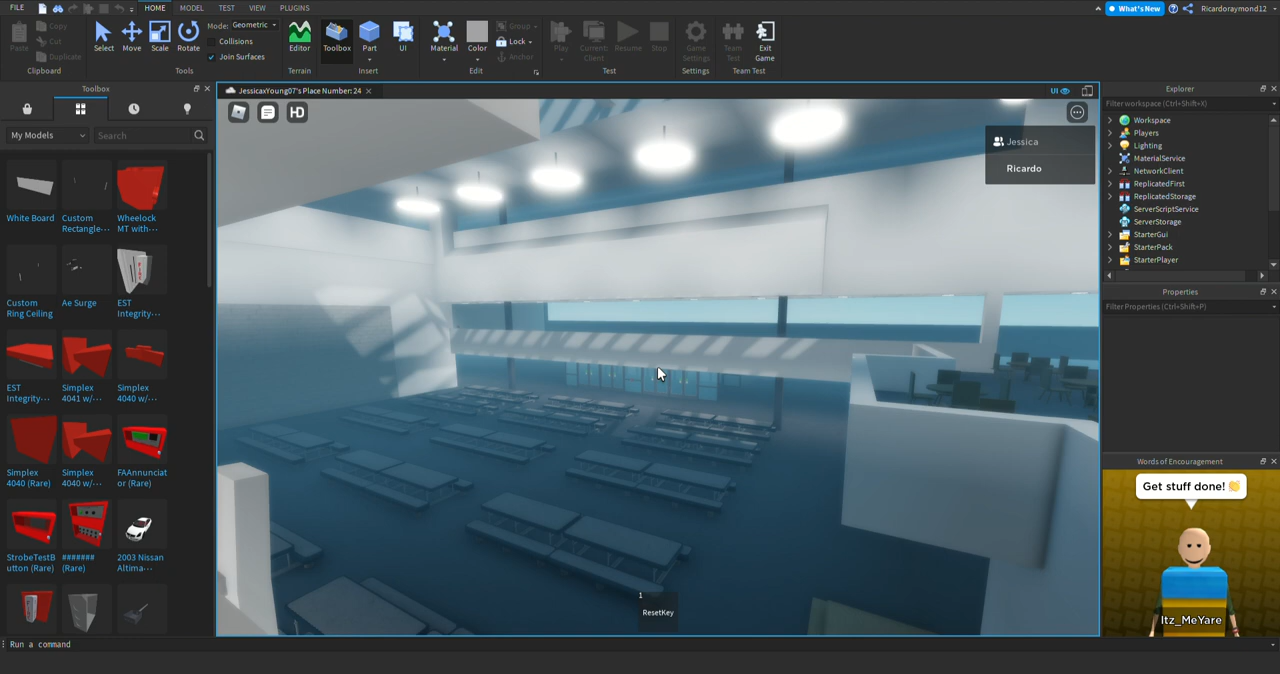 FILE
HOME
MODEL
TEST
VIEW
PLUGINS
What's New
Ricardoraymond12
Paste
Copy
Cut
Duplicate
Clipboard
Select
Move
Scale
Rotate
Mode: Geometric
Collisions
Join Surfaces
Tools
Editor
Terrain
Toolbox
Part
UI
Insert
Material
Color
Group
Lock
Anchor
Edit
Play
Current:
Client
Resume
Stop
Test
Game
Settings
Settings
Team
Test
Exit
Game
Team Test
Toolbox
My Models
Search
White Board
Custom
Rectangle···
Wheelock
MT with···
Custom
Ring Ceiling
Ae Surge
EST
Integrity···
EST
Integrity···
Simplex
4041 w/···
Simplex
4040 w/···
Simplex
4040 (Rare)
Simplex
4040 w/···
FAAnnunciat
or (Rare)
StrobeTestB
utton (Rare)
#######
(Rare)
2003 Nissan
Altima···
JessicaxYoung07's Place Number: 24
UI
HD
Jessica
Ricardo
1
ResetKey
Explorer
Filter workspace (Ctrl+Shift+X)
Workspace
Players
Lighting
MaterialService
NetworkClient
ReplicatedFirst
ReplicatedStorage
ServerScriptService
ServerStorage
StarterGui
StarterPack
StarterPlayer
Properties
Filter Properties (Ctrl+Shift+P)
Words of Encouragement
Get stuff done! 👏
Itz_MeYare
Run a command